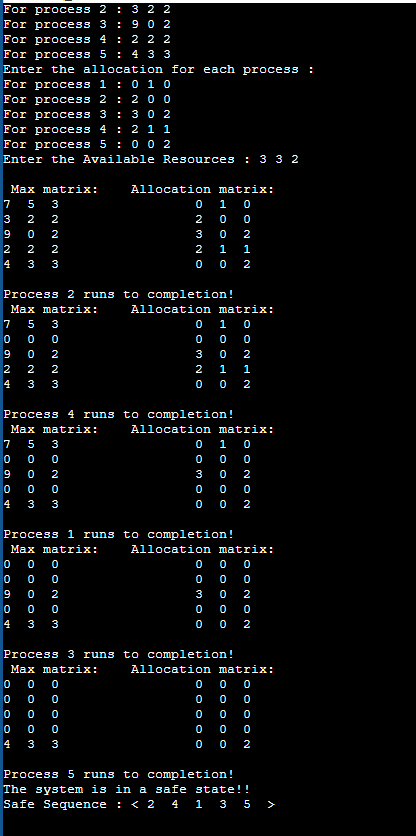 For process 2 : 3 2 2
For process 3 : 9 0 2
For process 4 : 2 2 2
For process 5 : 4 3 3
Enter the allocation for each process :
For process 1 : 0 1 0
For process 2 : 2 0 0
For process 3 : 3 0 2
For process 4 : 2 1 1
For process 5 : 0 0 2
Enter the Available Resources : 3 3 2
Max matrix: Allocation matrix:
7 5 3 0 1 0
3 2 2 2 0 0
9 0 2 3 0 2
2 2 2 2 1 1
4 3 3 0 0 2
Process 2 runs to completion!
Max matrix: Allocation matrix:
7 5 3 0 1 0
0 0 0 0 0 0
9 0 2 3 0 2
2 2 2 2 1 1
4 3 3 0 0 2
Process 4 runs to completion!
Max matrix: Allocation matrix:
7 5 3 0 1 0
0 0 0 0 0 0
9 0 2 3 0 2
0 0 0 0 0 0
4 3 3 0 0 2
Process 1 runs to completion!
Max matrix: Allocation matrix:
0 0 0 0 0 0
0 0 0 0 0 0
9 0 2 3 0 2
0 0 0 0 0 0
4 3 3 0 0 2
Process 3 runs to completion!
Max matrix: Allocation matrix:
0 0 0 0 0 0
0 0 0 0 0 0
0 0 0 0 0 0
0 0 0 0 0 0
4 3 3 0 0 2
Process 5 runs to completion!
The system is in a safe state!!
Safe Sequence : < 2 4 1 3 5 >